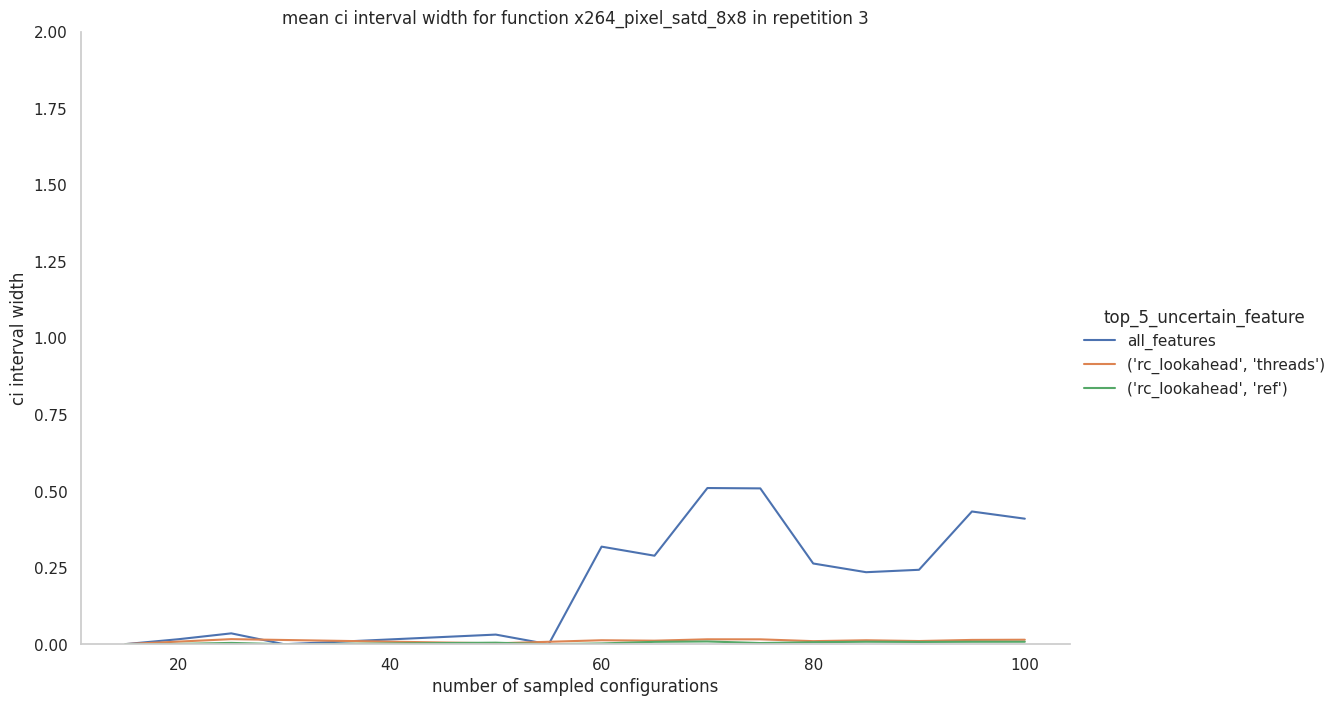 mean ci interval width for function x264_pixel_satd_8x8 in repetition 3
2.00
1.75
1.50
1.25
1.00
0.75
0.50
0.25
0.00
ci interval width
20
40
60
80
100
number of sampled configurations
top_5_uncertain_feature
all_features
('rc_lookahead', 'threads')
('rc_lookahead', 'ref')